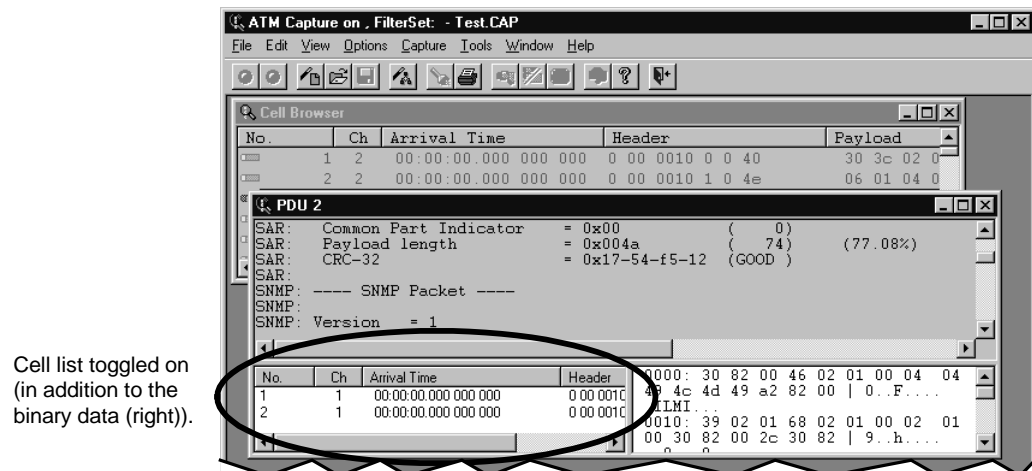 ATM Capture on , FilterSet: - Test.CAP
File Edit View Options Capture Tools Window Help
Cell Browser
No. Ch Arrival Time Header Payload
1 2 00:00:00.000 000 000 0 00 0010 0 0 40 30 3c 02 0
2 2 00:00:00.000 000 000 0 00 0010 1 0 4e 06 01 04 0
PDU 2
SAR: Common Part Indicator = 0x00 ( 0)
SAR: Payload length = 0x004a ( 74) (77.08%)
SAR: CRC-32 = 0x17-54-f5-12 (GOOD )
SAR:
SNMP: ---- SNMP Packet ----
SNMP:
SNMP: Version = 1
Cell list toggled on
(in addition to the
binary data (right)).
No. Ch Arrival Time Header
1 1 00:00:00.000 000 000 0 00 0010
2 1 00:00:00.000 000 000 0 00 0010
0000: 30 82 00 46 02 01 00 04 04
49 4c 4d 49 a2 82 00 | 0..F....
ILMI...
0010: 39 02 01 68 02 01 00 02 01
00 30 82 00 2c 30 82 | 9..h....